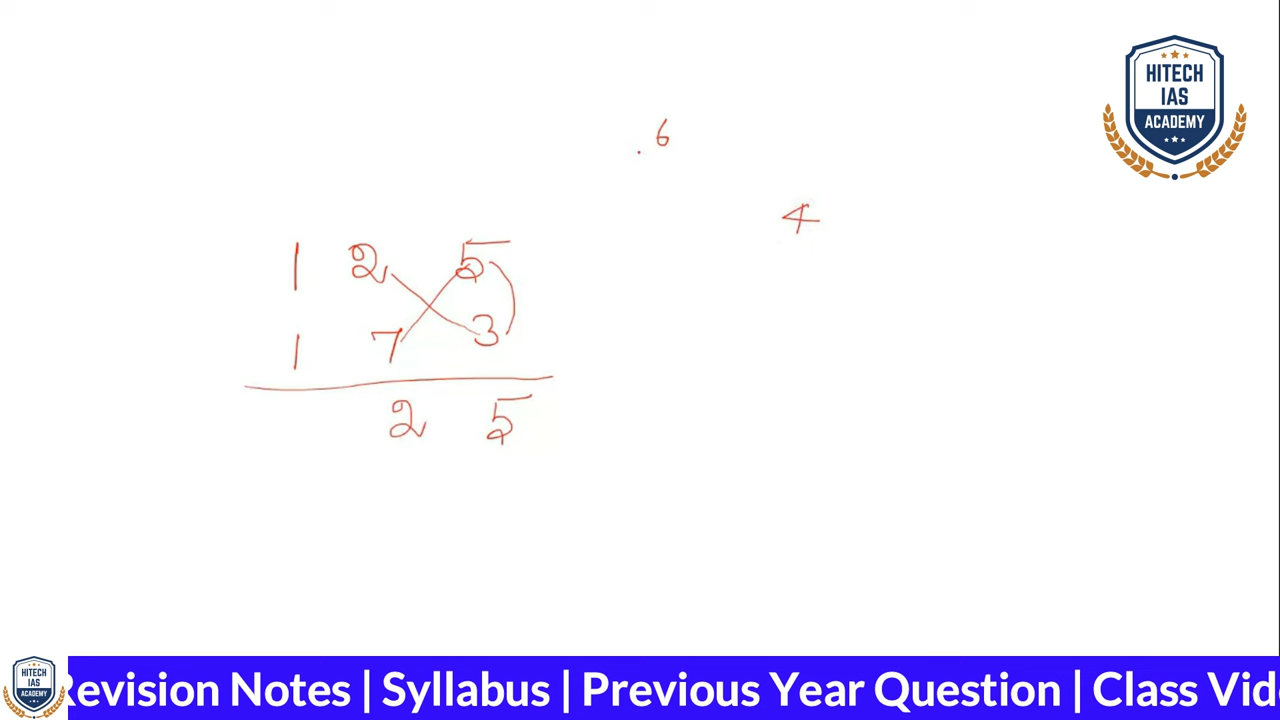 HITECH
IAS
ACADEMY
. 6
4
1 2 5
1 7 3
2 5
HITECH
IAS
ACADEMY
Revision Notes | Syllabus | Previous Year Question | Class Vid